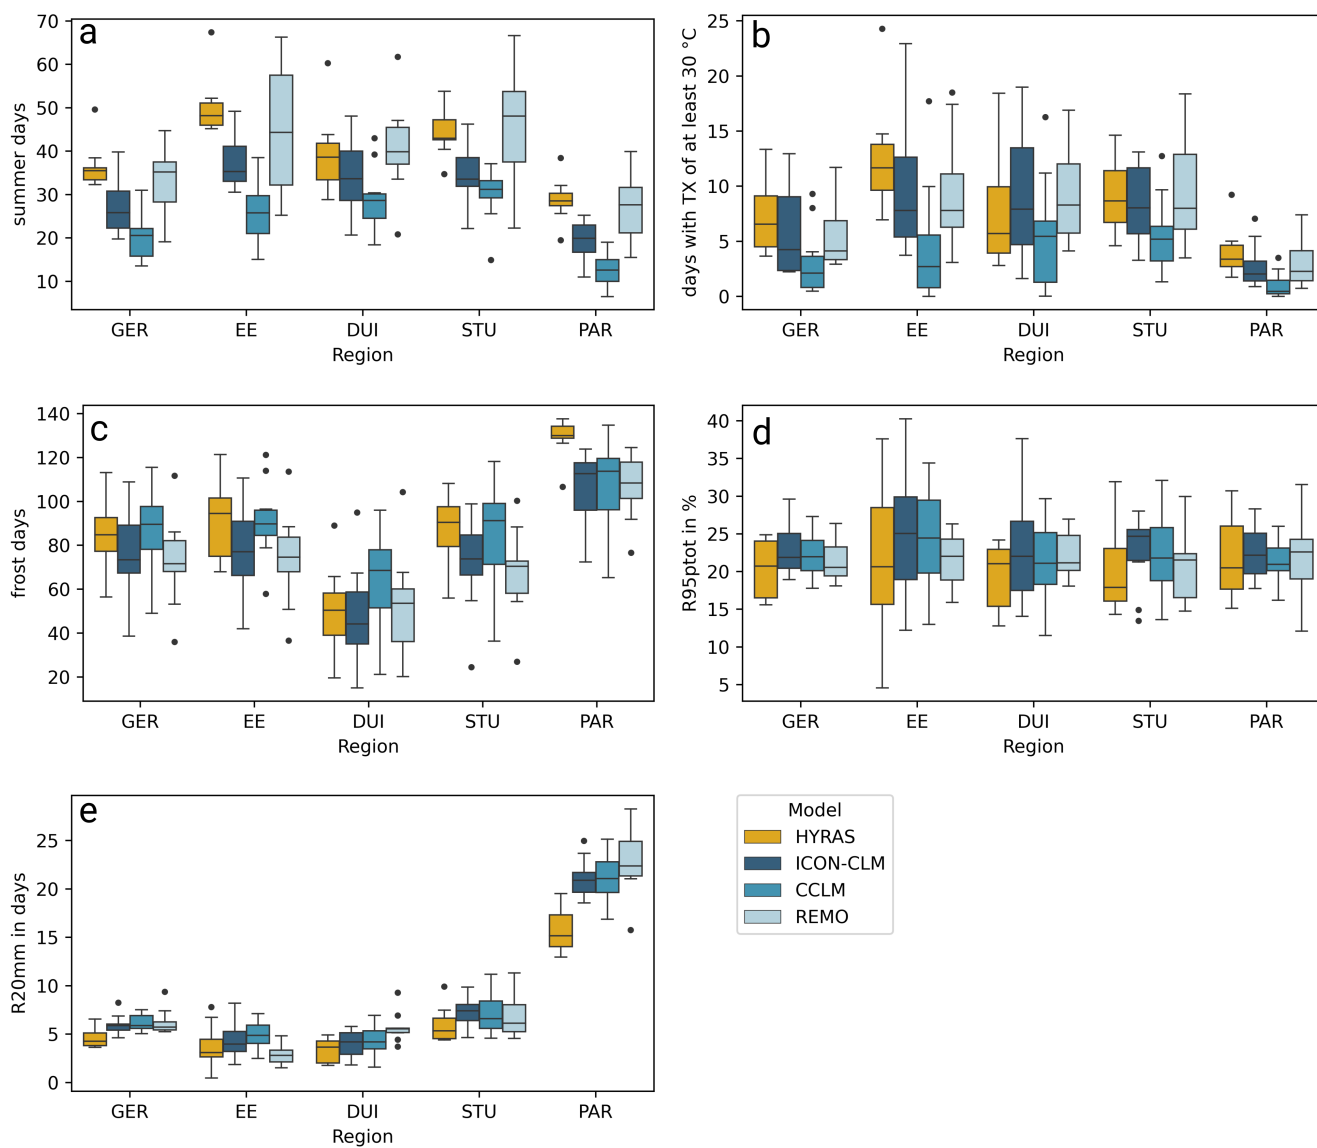 a
70
60
50
40
30
20
10
summer days
GER EE DUI STU PAR
Region
b
25
20
15
10
5
0
days with TX of at least 30 °C
GER EE DUI STU PAR
Region
c
140
120
100
80
60
40
20
frost days
GER EE DUI STU PAR
Region
d
40
35
30
25
20
15
10
5
R95ptot in %
GER EE DUI STU PAR
Region
e
25
20
15
10
5
0
R20mm in days
GER EE DUI STU PAR
Region
Model
HYRAS
ICON-CLM
CCLM
REMO